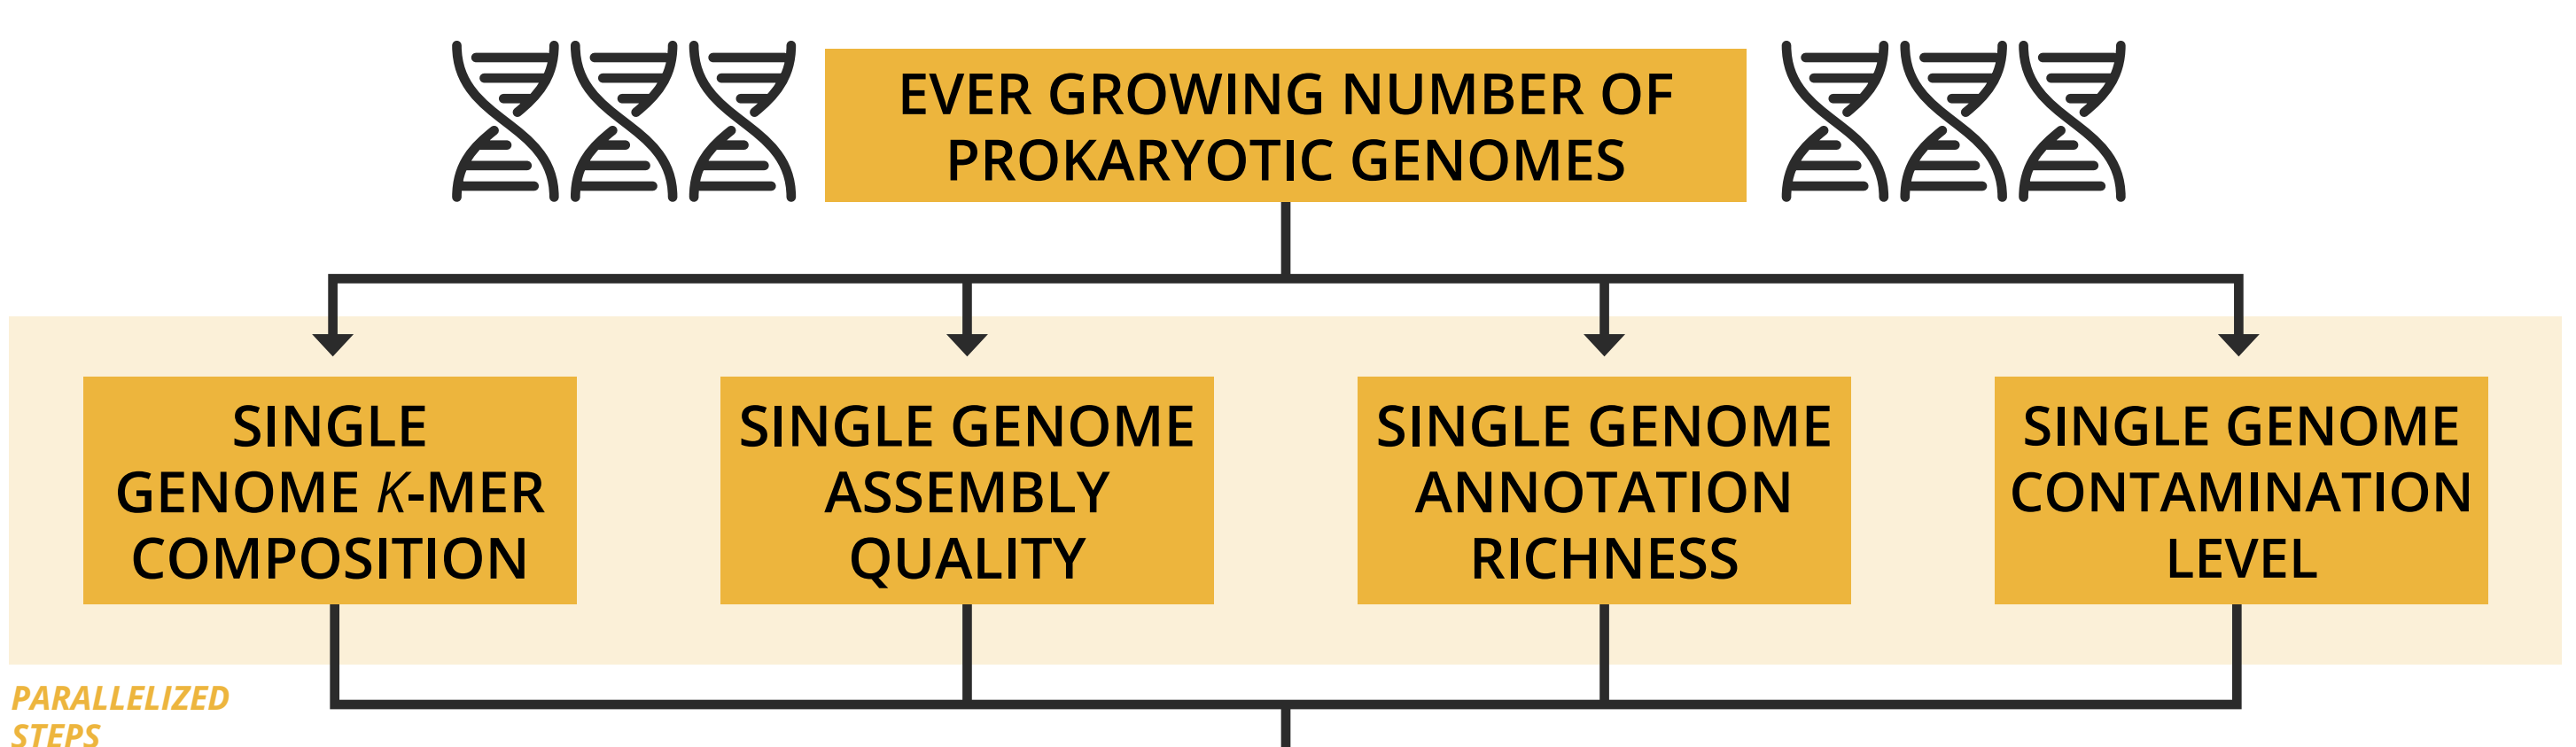 EVER GROWING NUMBER OF
PROKARYOTIC GENOMES
SINGLE
GENOME K-MER
COMPOSITION
SINGLE GENOME
ASSEMBLY
QUALITY
SINGLE GENOME
ANNOTATION
RICHNESS
SINGLE GENOME
CONTAMINATION
LEVEL
PARALLELIZED
STEPS